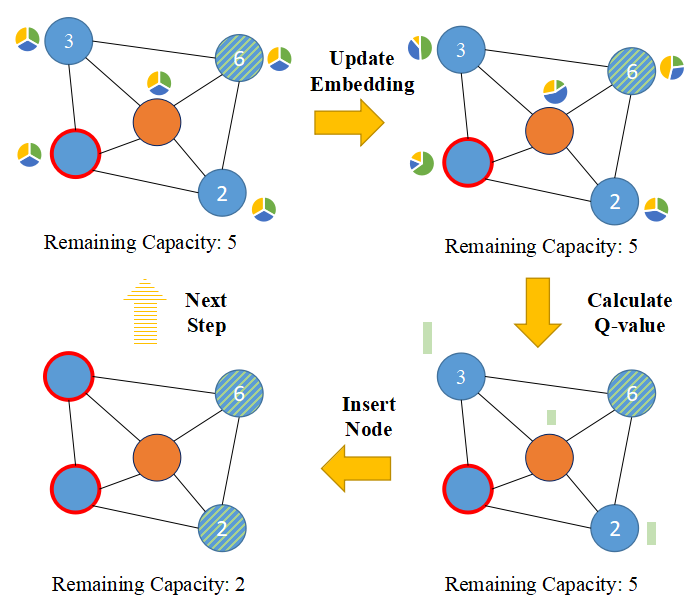 3
6
2
Remaining Capacity: 5
Update
Embedding
3
6
2
Remaining Capacity: 5
Calculate
Q-value
3
6
2
Remaining Capacity: 5
Insert
Node
6
2
Remaining Capacity: 2
Next
Step